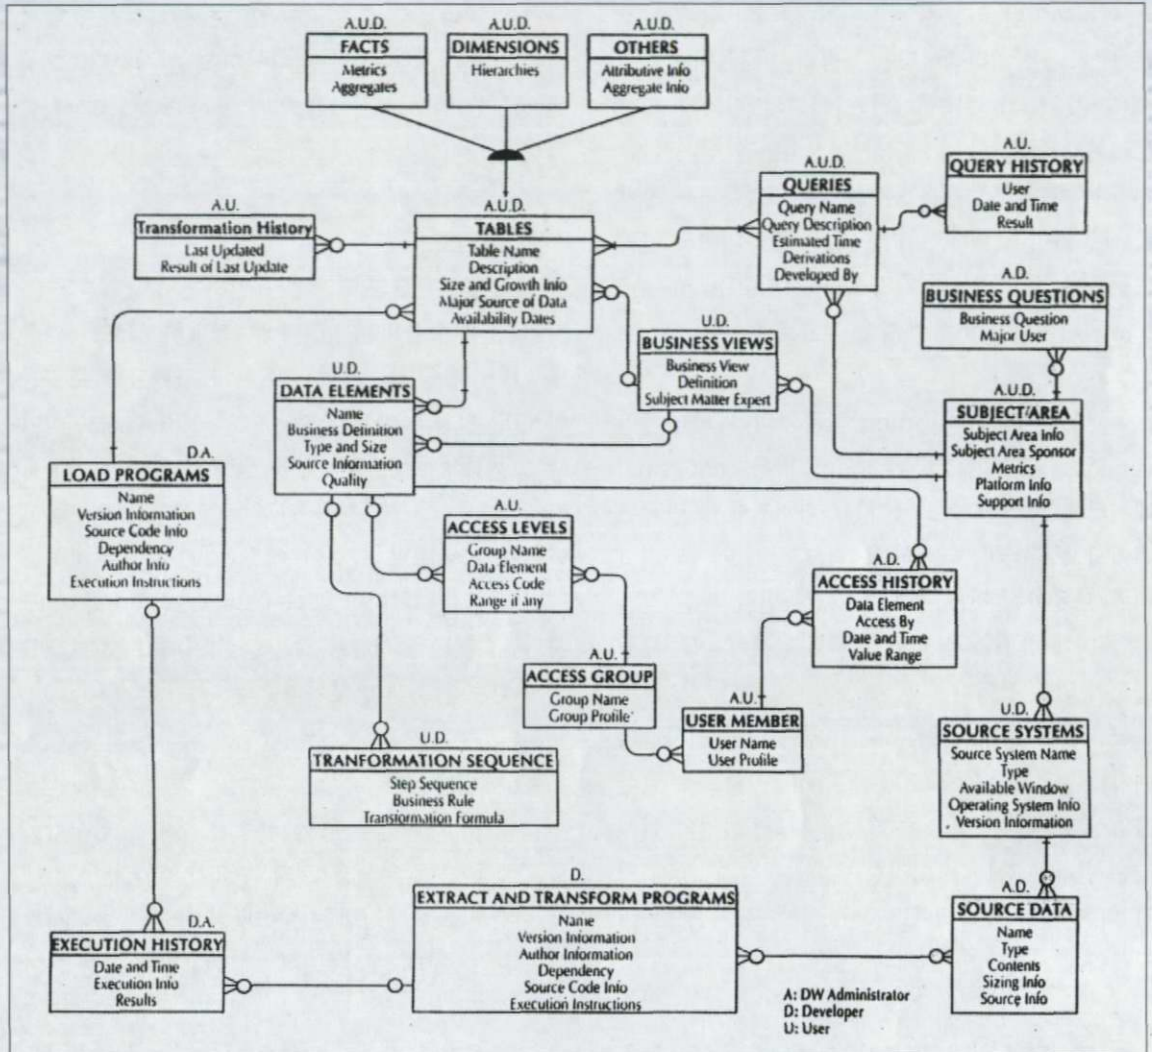 A.U.D.
FACTS
Metrics
Aggregates
A.U.D.
DIMENSIONS
Hierarchies
A.U.D.
OTHERS
Attributive Info
Aggregate Info
A.U.
Transformation History
Last Updated
Result of Last Update
A.U.D.
TABLES
Table Name
Description
Size and Growth Info
Major Source of Data
Availability Dates
A.U.D.
QUERIES
Query Name
Query Description
Estimated Time
Derivations
Developed By
A.U.
QUERY HISTORY
User
Date and Time
Result
A.D.
BUSINESS QUESTIONS
Business Question
Major User
U.D.
BUSINESS VIEWS
Business View
Definition
Subject Matter Expert
U.D.
DATA ELEMENTS
Name
Business Definition
Type and Size
Source Information
Quality
A.U.D.
SUBJECT/AREA
Subject Area Info
Subject Area Sponsor
Metrics
Platform Info
Support Info
D.A.
LOAD PROGRAMS
Name
Version Information
Source Code Info
Dependency
Author Info
Execution Instructions
A.U.
ACCESS LEVELS
Group Name
Data Element
Access Code
Range if any
A.D.
ACCESS HISTORY
Data Element
Access By
Date and Time
Value Range
A.U.
ACCESS GROUP
Group Name
Group Profile
A.U.
USER MEMBER
User Name
User Profile
U.D.
TRANFORMATION SEQUENCE
Step Sequence
Business Rule
Transformation Formula
U.D.
SOURCE SYSTEMS
Source System Name
Type
Available Window
Operating System Info
Version Information
D.A.
EXECUTION HISTORY
Date and Time
Execution Info
Results
D.
EXTRACT AND TRANSFORM PROGRAMS
Name
Version Information
Author Information
Dependency
Source Code Info
Execution Instructions
A.D.
SOURCE DATA
Name
Type
Contents
Sizing Info
Source Info
A: DW Administrator
D: Developer
U: User